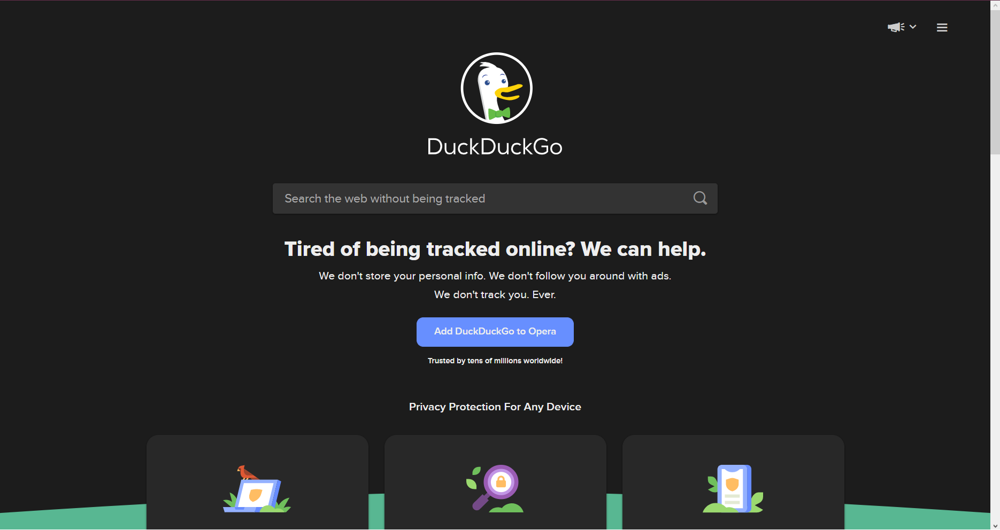 DuckDuckGo
Search the web without being tracked
Tired of being tracked online? We can help.
We don't store your personal info. We don't follow you around with ads.
We don't track you. Ever.
Add DuckDuckGo to Opera
Trusted by tens of millions worldwide!
Privacy Protection For Any Device